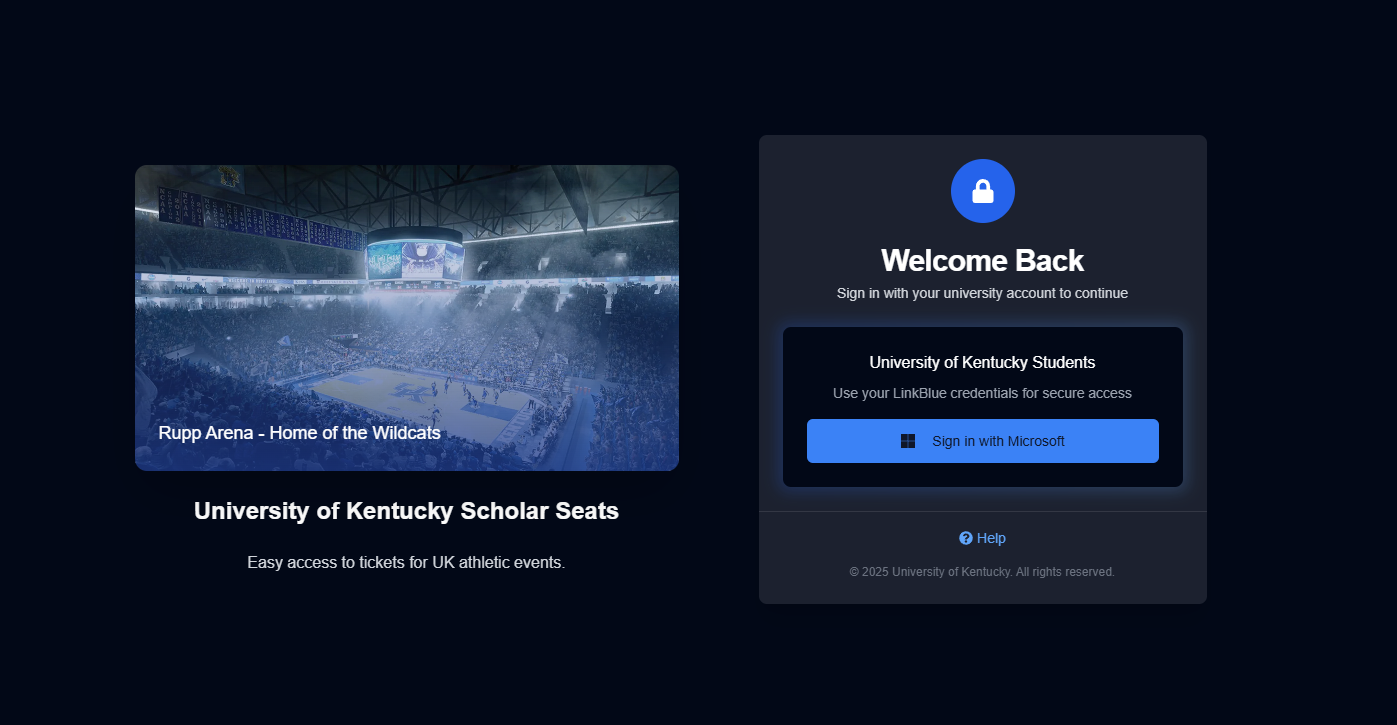 Rupp Arena - Home of the Wildcats
University of Kentucky Scholar Seats
Easy access to tickets for UK athletic events.
Welcome Back
Sign in with your university account to continue
University of Kentucky Students
Use your LinkBlue credentials for secure access
Sign in with Microsoft
Help
© 2025 University of Kentucky. All rights reserved.